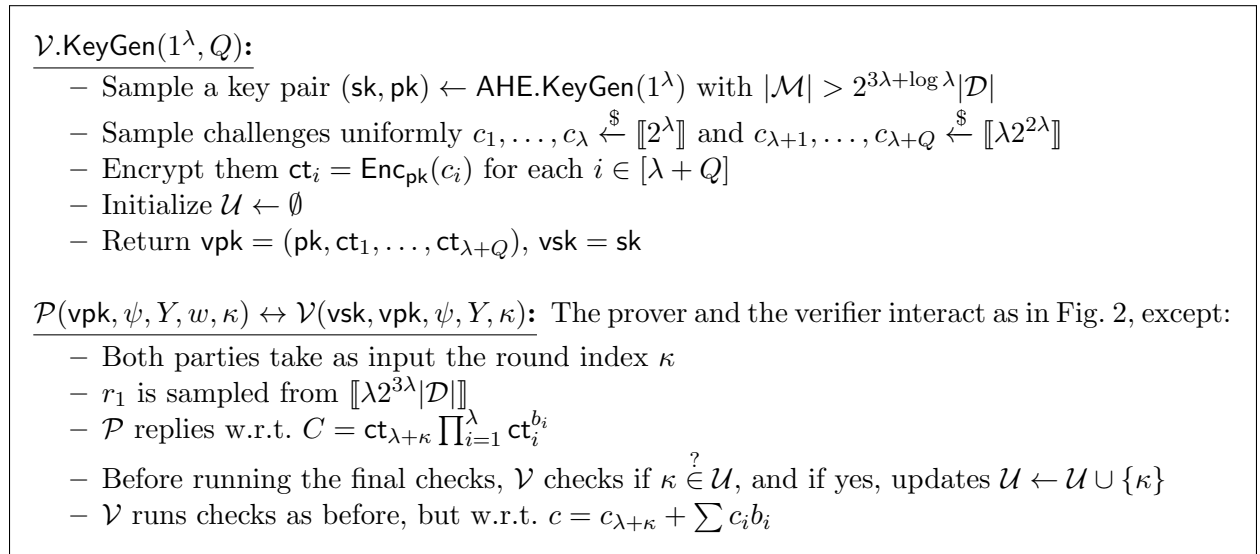 𝒱.KeyGen(1^λ, Q):
– Sample a key pair (sk, pk) ← AHE.KeyGen(1^λ) with |ℳ| > 2^{3λ+log λ}|𝒟|
– Sample challenges uniformly c_1, . . . , c_λ ←$ ⟦2^λ⟧ and c_{λ+1}, . . . , c_{λ+Q} ←$ ⟦λ2^{2λ}⟧
– Encrypt them ct_i = Enc_pk(c_i) for each i ∈ [λ + Q]
– Initialize 𝒰 ← ∅
– Return vpk = (pk, ct_1, . . . , ct_{λ+Q}), vsk = sk
𝒫(vpk, ψ, Y, w, κ) ↔ 𝒱(vsk, vpk, ψ, Y, κ): The prover and the verifier interact as in Fig. 2, except:
– Both parties take as input the round index κ
– r_1 is sampled from ⟦λ2^{3λ}|𝒟|⟧
– 𝒫 replies w.r.t. C = ct_{λ+κ} ∏_{i=1}^{λ} ct_i^{b_i}
– Before running the final checks, 𝒱 checks if κ ∈? 𝒰, and if yes, updates 𝒰 ← 𝒰 ∪ {κ}
– 𝒱 runs checks as before, but w.r.t. c = c_{λ+κ} + ∑ c_i b_i